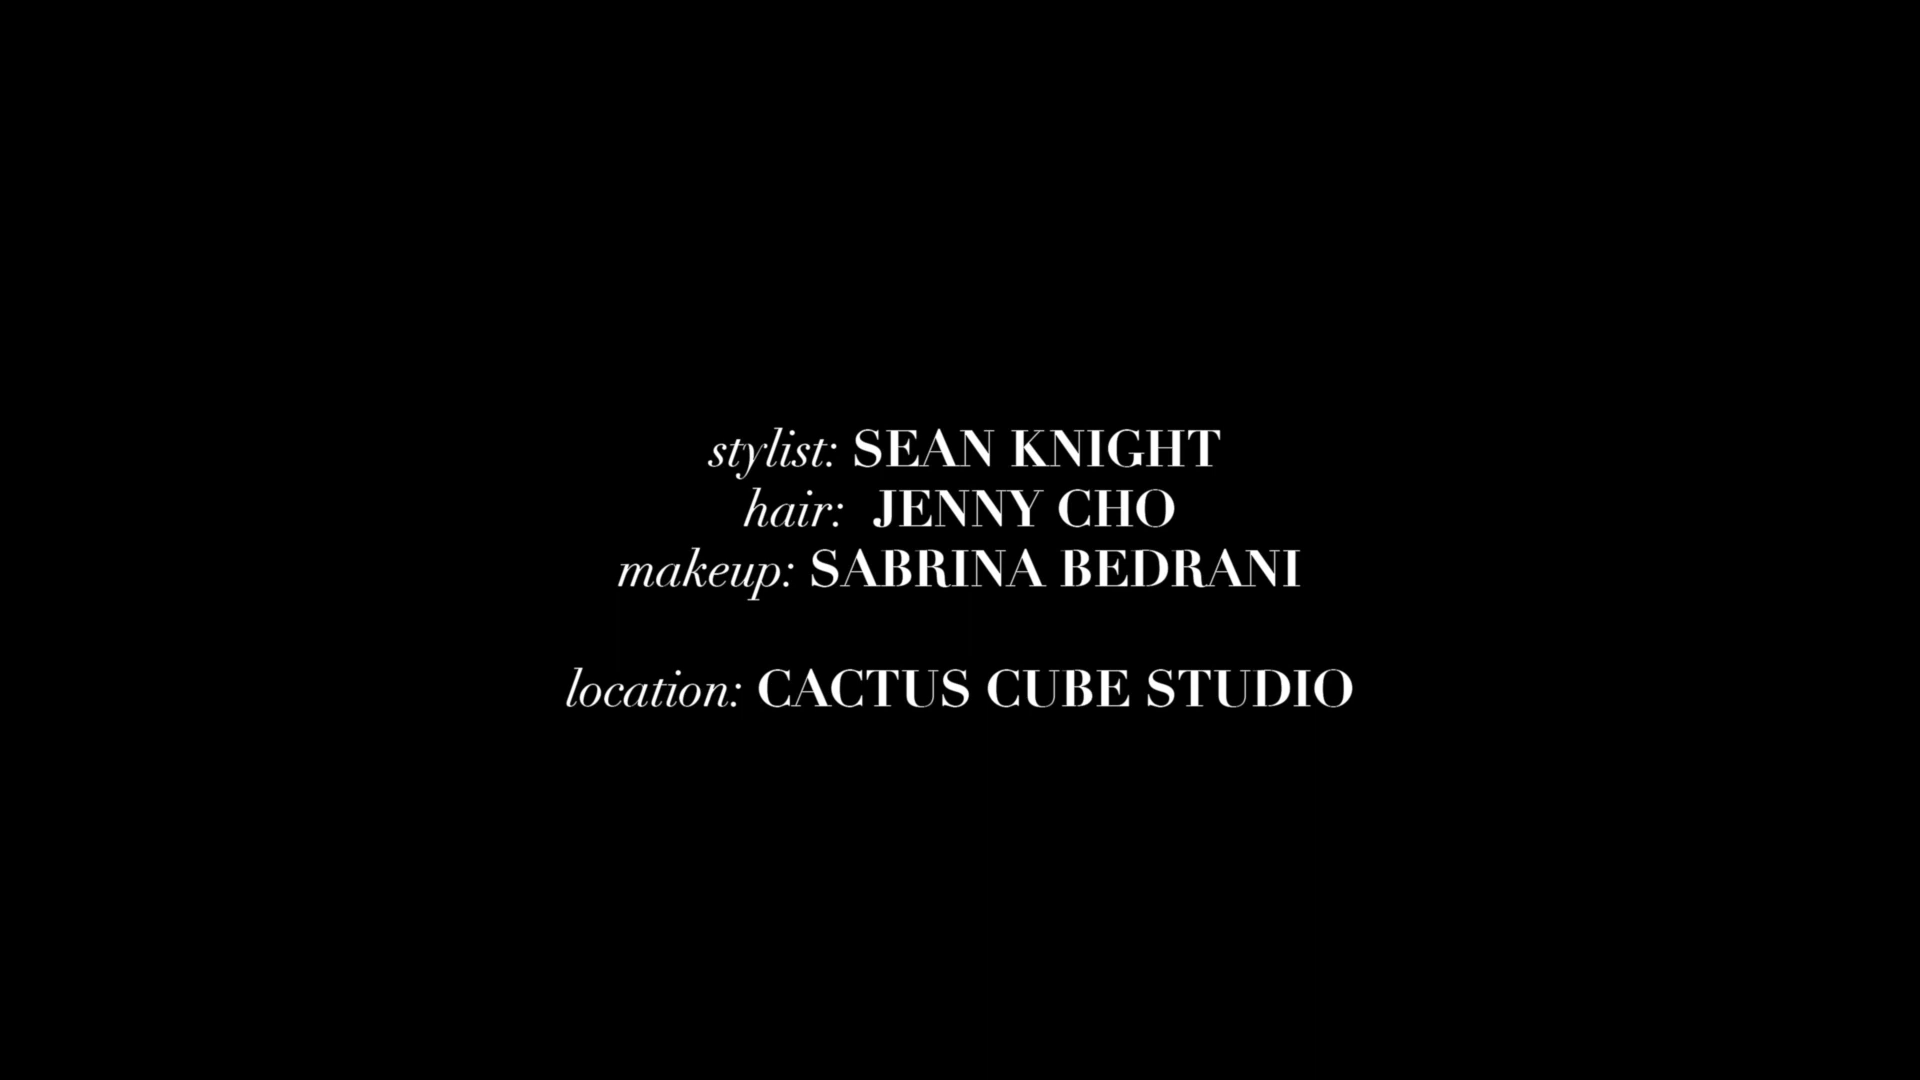 stylist: SEAN KNIGHT
hair: JENNY CHO
makeup: SABRINA BEDRANI
location: CACTUS CUBE STUDIO